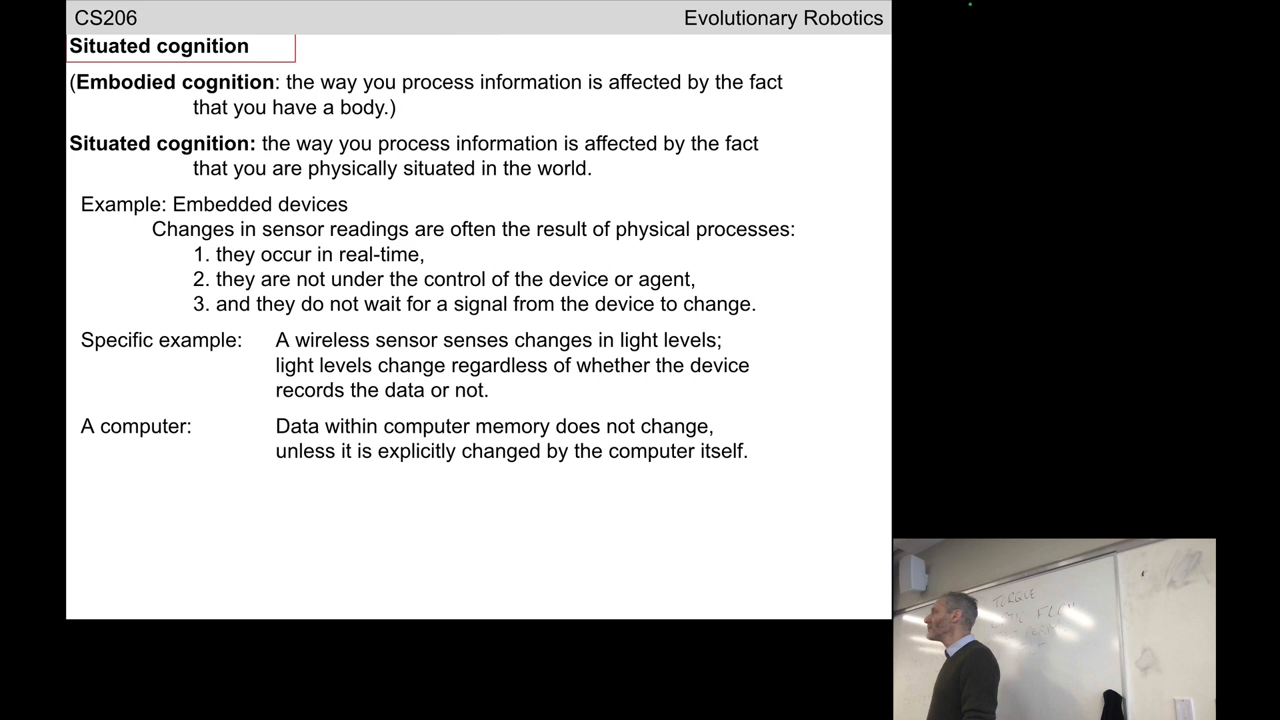 CS206
Evolutionary Robotics
Situated cognition
(Embodied cognition: the way you process information is affected by the fact
that you have a body.)
Situated cognition: the way you process information is affected by the fact
that you are physically situated in the world.
Example: Embedded devices
Changes in sensor readings are often the result of physical processes:
1. they occur in real-time,
2. they are not under the control of the device or agent,
3. and they do not wait for a signal from the device to change.
Specific example: A wireless sensor senses changes in light levels;
light levels change regardless of whether the device
records the data or not.
A computer: Data within computer memory does not change,
unless it is explicitly changed by the computer itself.
TORQUE